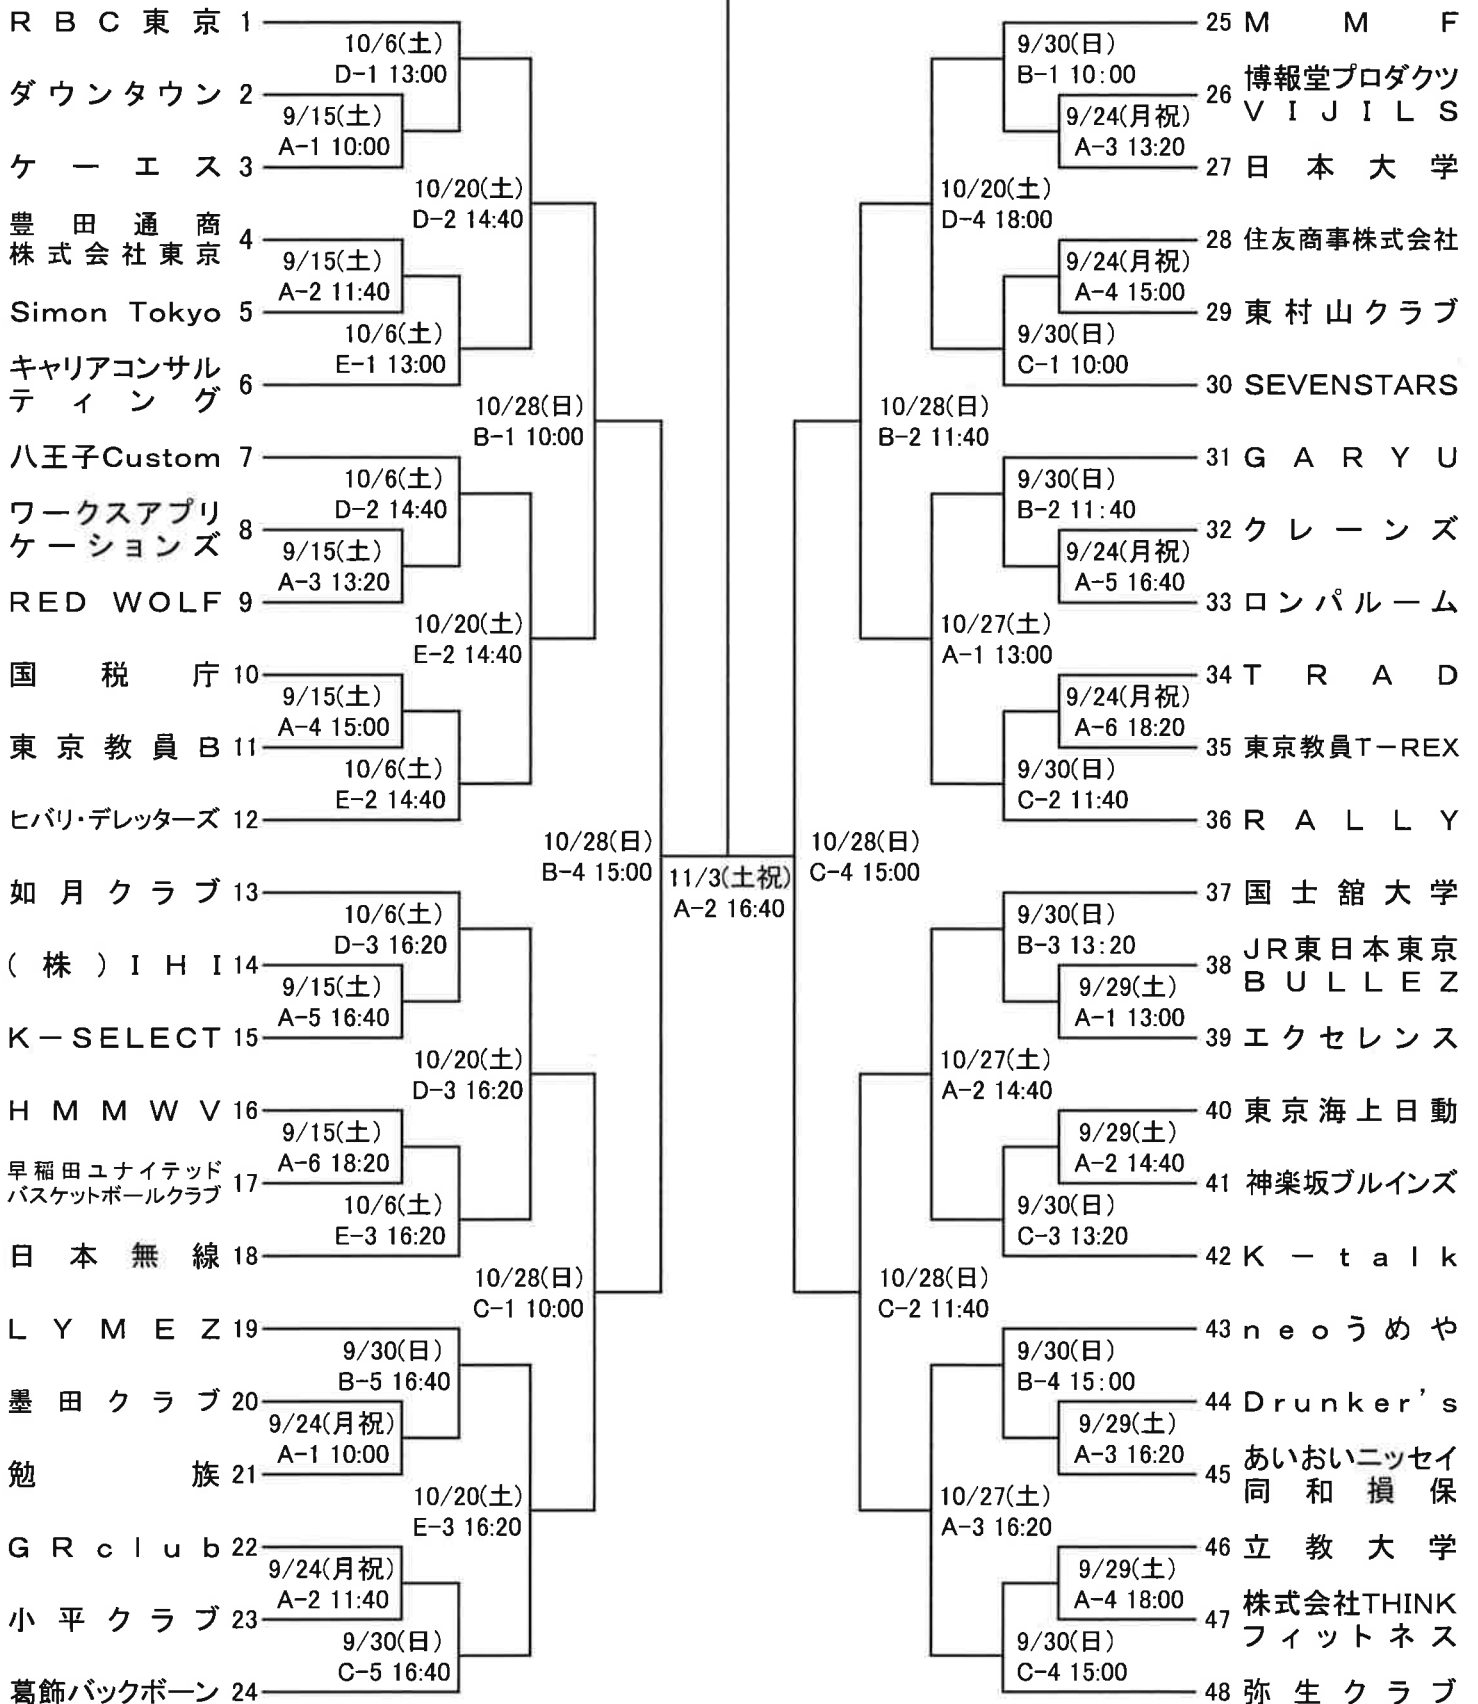 RBC東京 1
10/6(土)
D-1 13:00
ダウンタウン 2
9/15(土)
A-1 10:00
ケーエス 3
10/20(土)
D-2 14:40
豊田通商
株式会社東京 4
9/15(土)
A-2 11:40
Simon Tokyo 5
10/6(土)
E-1 13:00
キャリアコンサル
ティング 6
10/28(日)
B-1 10:00
八王子Custom 7
10/6(土)
D-2 14:40
ワークスアプリ
ケーションズ 8
9/15(土)
A-3 13:20
RED WOLF 9
10/20(土)
E-2 14:40
国税庁 10
9/15(土)
A-4 15:00
東京教員B 11
10/6(土)
E-2 14:40
ヒバリ・デレッターズ 12
10/28(日)
B-4 15:00
如月クラブ 13
10/6(土)
D-3 16:20
(株)IHI 14
9/15(土)
A-5 16:40
K-SELECT 15
10/20(土)
D-3 16:20
HMMWV 16
9/15(土)
A-6 18:20
早稲田ユナイテッド
バスケットボールクラブ 17
10/6(土)
E-3 16:20
日本無線 18
10/28(日)
C-1 10:00
LYMEZ 19
9/30(日)
B-5 16:40
墨田クラブ 20
9/24(月祝)
A-1 10:00
勉族 21
10/20(土)
E-3 16:20
GRclub 22
9/24(月祝)
A-2 11:40
小平クラブ 23
9/30(日)
C-5 16:40
葛飾バックボーン 24
11/3(土祝)
A-2 16:40
25 MMF
9/30(日)
B-1 10:00
26 博報堂プロダクツ
VIJILS
9/24(月祝)
A-3 13:20
27 日本大学
10/20(土)
D-4 18:00
28 住友商事株式会社
9/24(月祝)
A-4 15:00
29 東村山クラブ
9/30(日)
C-1 10:00
30 SEVENSTARS
10/28(日)
B-2 11:40
31 GARYU
9/30(日)
B-2 11:40
32 クレーンズ
9/24(月祝)
A-5 16:40
33 ロンパルーム
10/27(土)
A-1 13:00
34 TRAD
9/24(月祝)
A-6 18:20
35 東京教員T-REX
9/30(日)
C-2 11:40
36 RALLY
10/28(日)
C-4 15:00
37 国士舘大学
9/30(日)
B-3 13:20
38 JR東日本東京
BULLEZ
9/29(土)
A-1 13:00
39 エクセレンス
10/27(土)
A-2 14:40
40 東京海上日動
9/29(土)
A-2 14:40
41 神楽坂ブルインズ
9/30(日)
C-3 13:20
42 K-talk
10/28(日)
C-2 11:40
43 neoうめや
9/30(日)
B-4 15:00
44 Drunker's
9/29(土)
A-3 16:20
45 あいおいニッセイ
同和損保
10/27(土)
A-3 16:20
46 立教大学
9/29(土)
A-4 18:00
47 株式会社THINK
フィットネス
9/30(日)
C-4 15:00
48 弥生クラブ